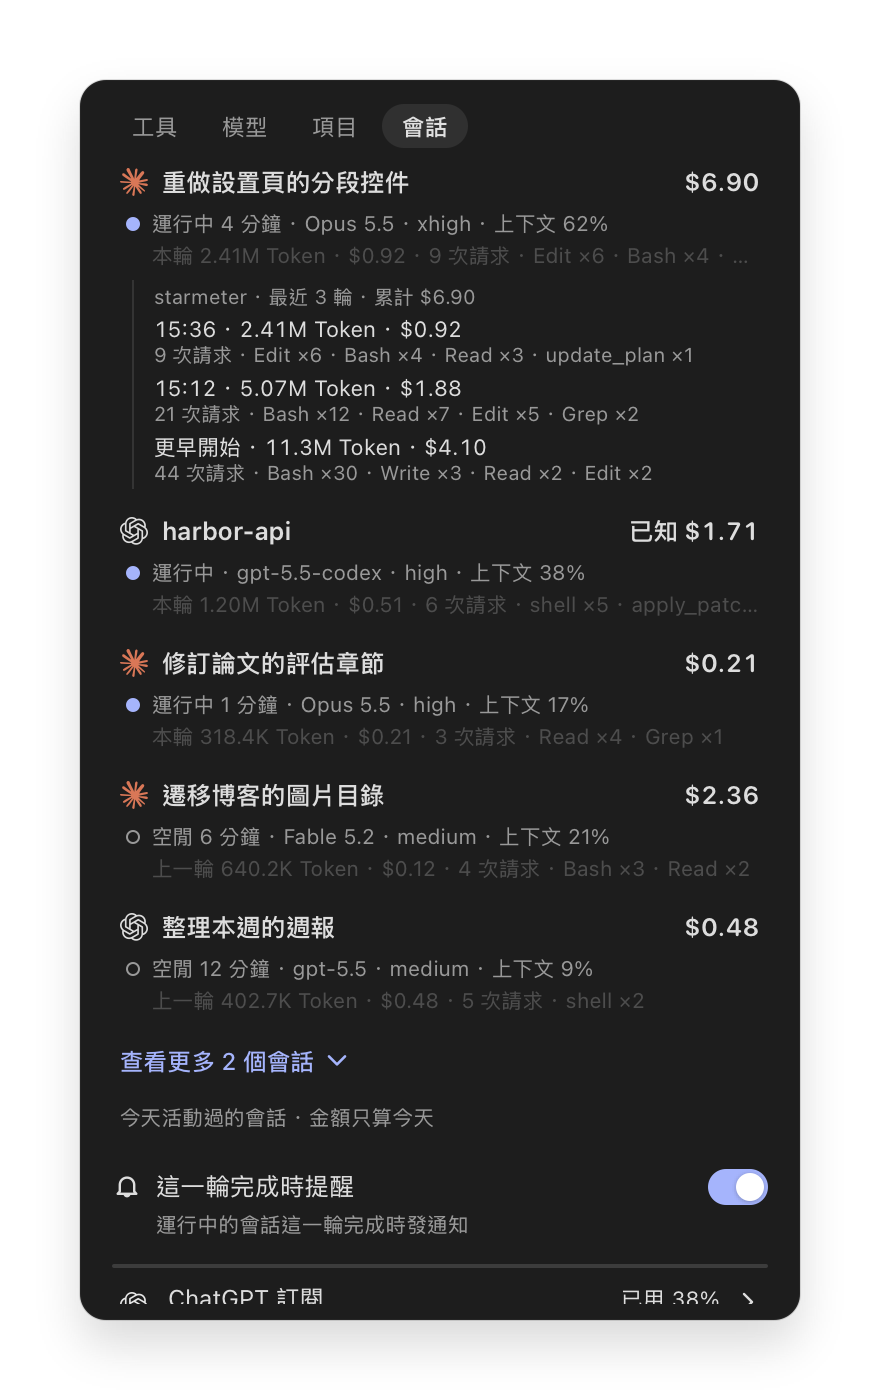 工具 模型 項目 會話
重做設置頁的分段控件 $6.90
運行中 4 分鐘 · Opus 5.5 · xhigh · 上下文 62%
本輪 2.41M Token · $0.92 · 9 次請求 · Edit ×6 · Bash ×4 · ...
starmeter · 最近 3 輪 · 累計 $6.90
15:36 · 2.41M Token · $0.92
9 次請求 · Edit ×6 · Bash ×4 · Read ×3 · update_plan ×1
15:12 · 5.07M Token · $1.88
21 次請求 · Bash ×12 · Read ×7 · Edit ×5 · Grep ×2
更早開始 · 11.3M Token · $4.10
44 次請求 · Bash ×30 · Write ×3 · Read ×2 · Edit ×2
harbor-api 已知 $1.71
運行中 · gpt-5.5-codex · high · 上下文 38%
本輪 1.20M Token · $0.51 · 6 次請求 · shell ×5 · apply_patc...
修訂論文的評估章節 $0.21
運行中 1 分鐘 · Opus 5.5 · high · 上下文 17%
本輪 318.4K Token · $0.21 · 3 次請求 · Read ×4 · Grep ×1
遷移博客的圖片目錄 $2.36
空閒 6 分鐘 · Fable 5.2 · medium · 上下文 21%
上一輪 640.2K Token · $0.12 · 4 次請求 · Bash ×3 · Read ×2
整理本週的週報 $0.48
空閒 12 分鐘 · gpt-5.5 · medium · 上下文 9%
上一輪 402.7K Token · $0.48 · 5 次請求 · shell ×2
查看更多 2 個會話
今天活動過的會話 · 金額只算今天
這一輪完成時提醒
運行中的會話這一輪完成時發通知
ChatGPT 訂閱 已用 38%